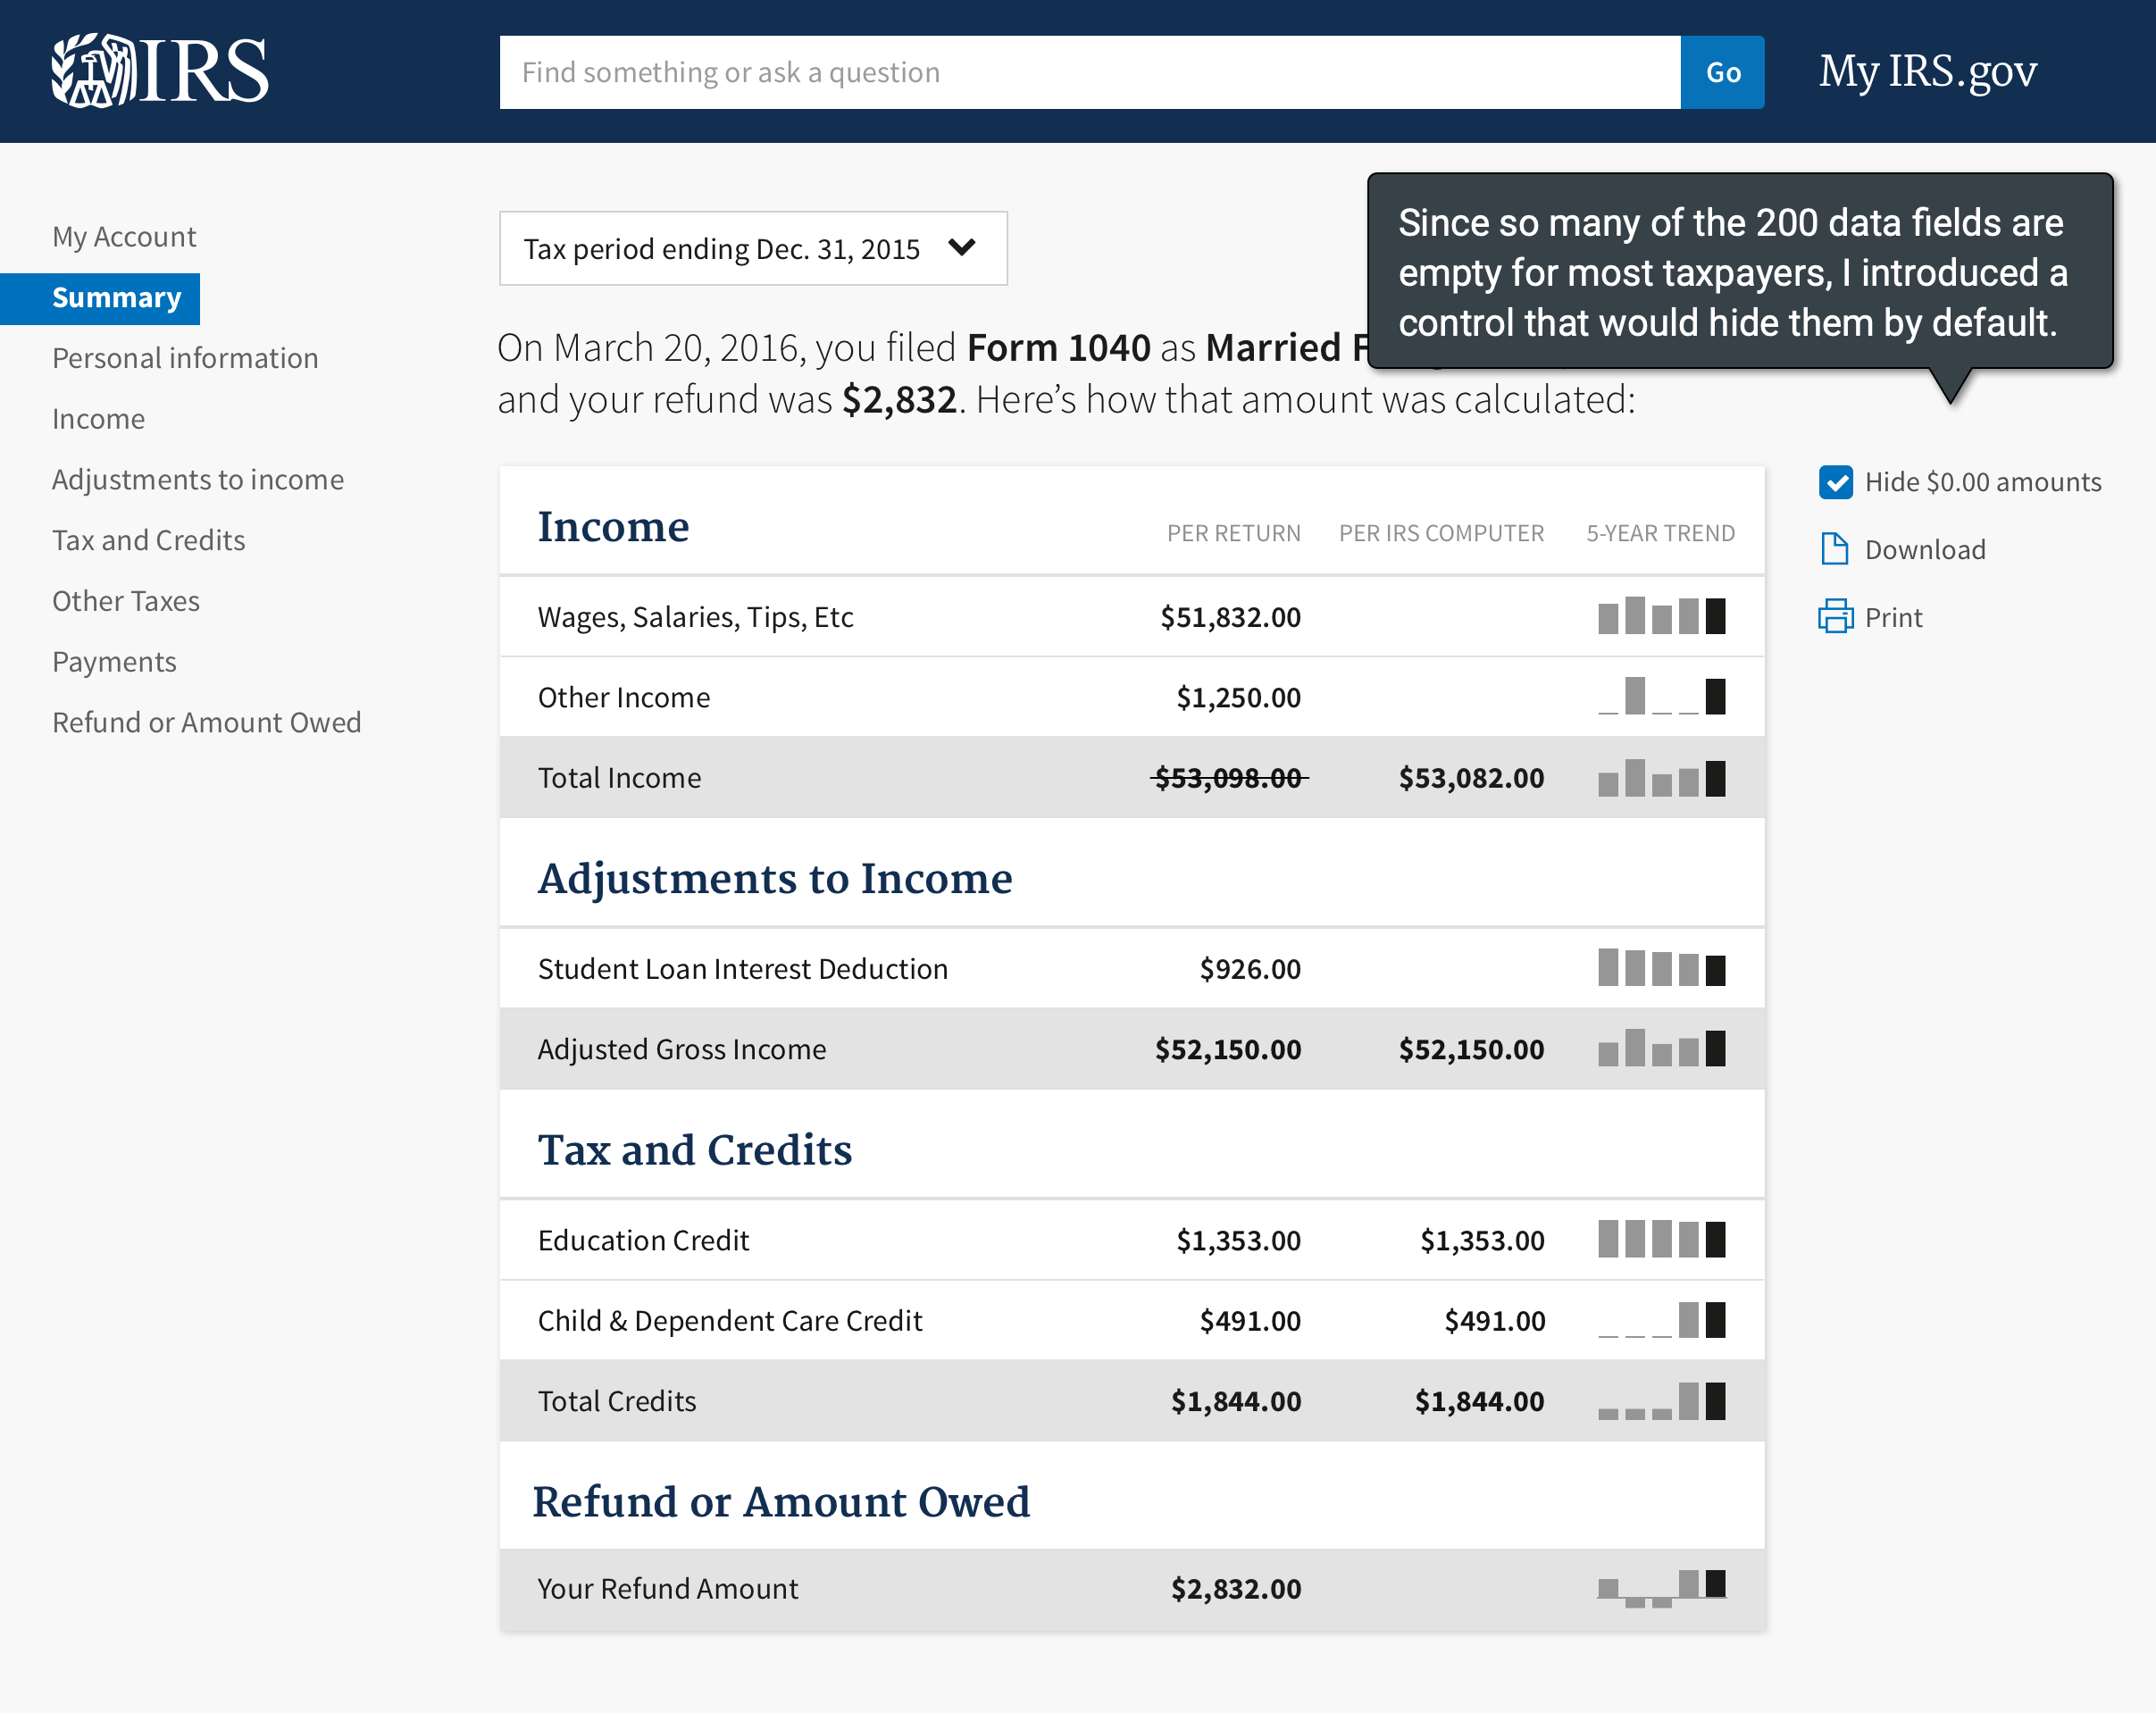 IRS
Find something or ask a question
Go
My IRS.gov
My Account
Summary
Personal information
Income
Adjustments to income
Tax and Credits
Other Taxes
Payments
Refund or Amount Owed
Tax period ending Dec. 31, 2015
Since so many of the 200 data fields are
empty for most taxpayers, I introduced a
control that would hide them by default.
On March 20, 2016, you filed Form 1040 as Married
and your refund was $2,832. Here's how that amount was calculated:
Hide $0.00 amounts
Download
Print
Income PER RETURN PER IRS COMPUTER 5-YEAR TREND
Wages, Salaries, Tips, Etc $51,832.00
Other Income $1,250.00
Total Income $53,098.00 $53,082.00
Adjustments to Income
Student Loan Interest Deduction $926.00
Adjusted Gross Income $52,150.00 $52,150.00
Tax and Credits
Education Credit $1,353.00 $1,353.00
Child & Dependent Care Credit $491.00 $491.00
Total Credits $1,844.00 $1,844.00
Refund or Amount Owed
Your Refund Amount $2,832.00